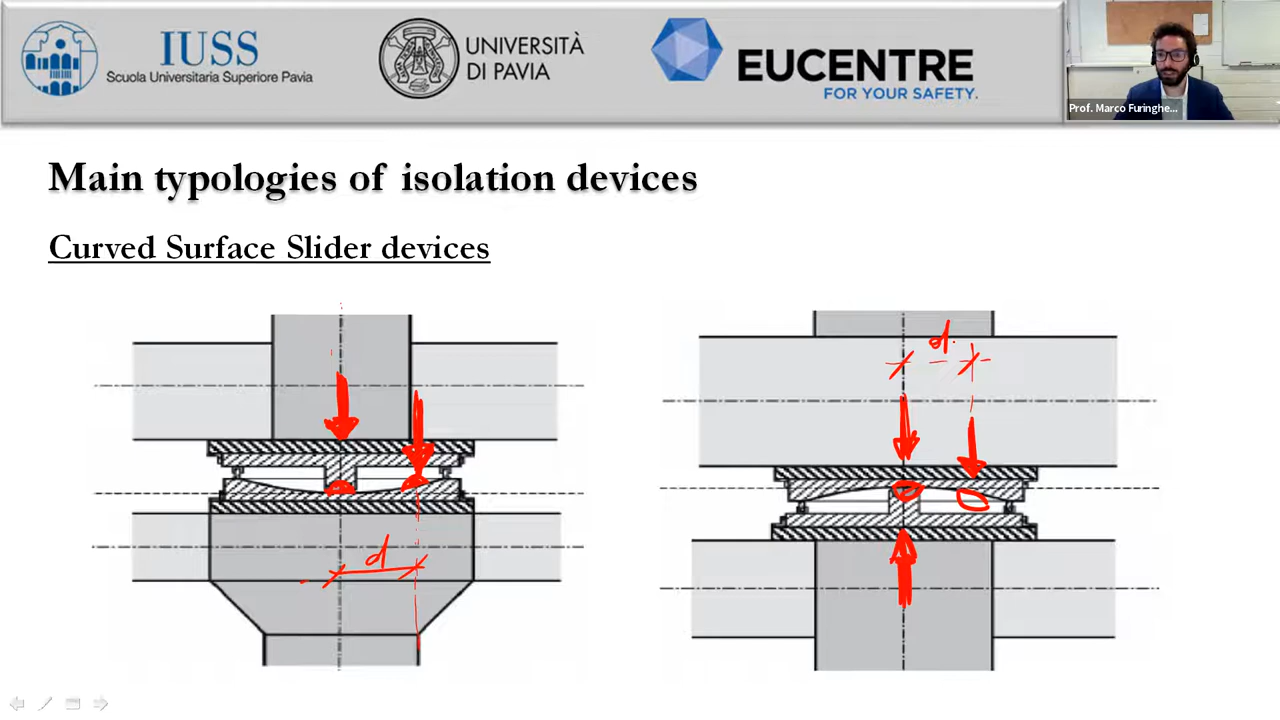 IUSS
Scuola Universitaria Superiore Pavia
UNIVERSITÀ
DI PAVIA
EUCENTRE
FOR YOUR SAFETY.
Prof. Marco Furinghe...
Main typologies of isolation devices
Curved Surface Slider devices
d
d